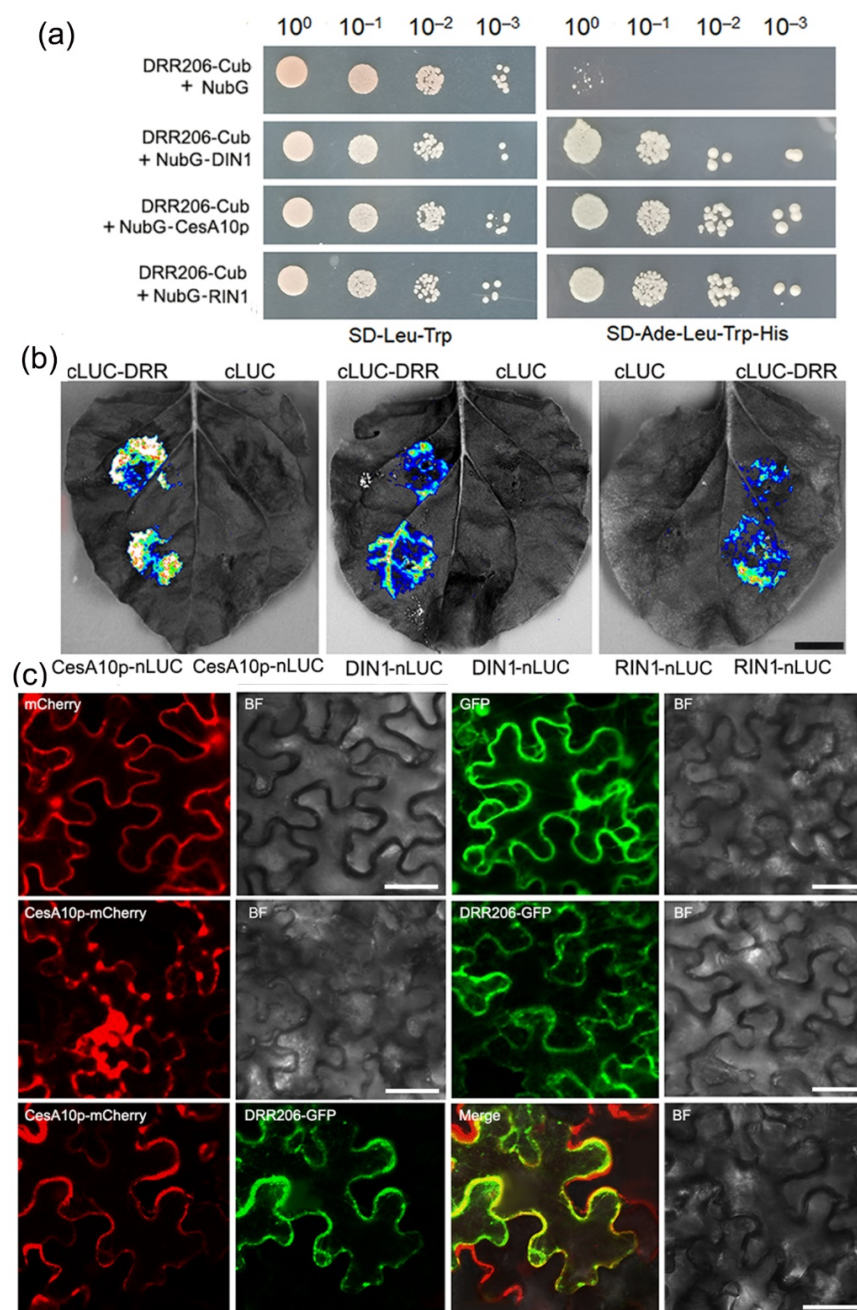 (a)
10⁰ 10⁻¹ 10⁻² 10⁻³ 10⁰ 10⁻¹ 10⁻² 10⁻³
DRR206-Cub
+ NubG
DRR206-Cub
+ NubG-DIN1
DRR206-Cub
+ NubG-CesA10p
DRR206-Cub
+ NubG-RIN1
SD-Leu-Trp SD-Ade-Leu-Trp-His
(b)
cLUC-DRR cLUC cLUC-DRR cLUC cLUC cLUC-DRR
CesA10p-nLUC CesA10p-nLUC DIN1-nLUC DIN1-nLUC RIN1-nLUC RIN1-nLUC
(c)
mCherry BF GFP BF
CesA10p-mCherry BF DRR206-GFP BF
CesA10p-mCherry DRR206-GFP Merge BF